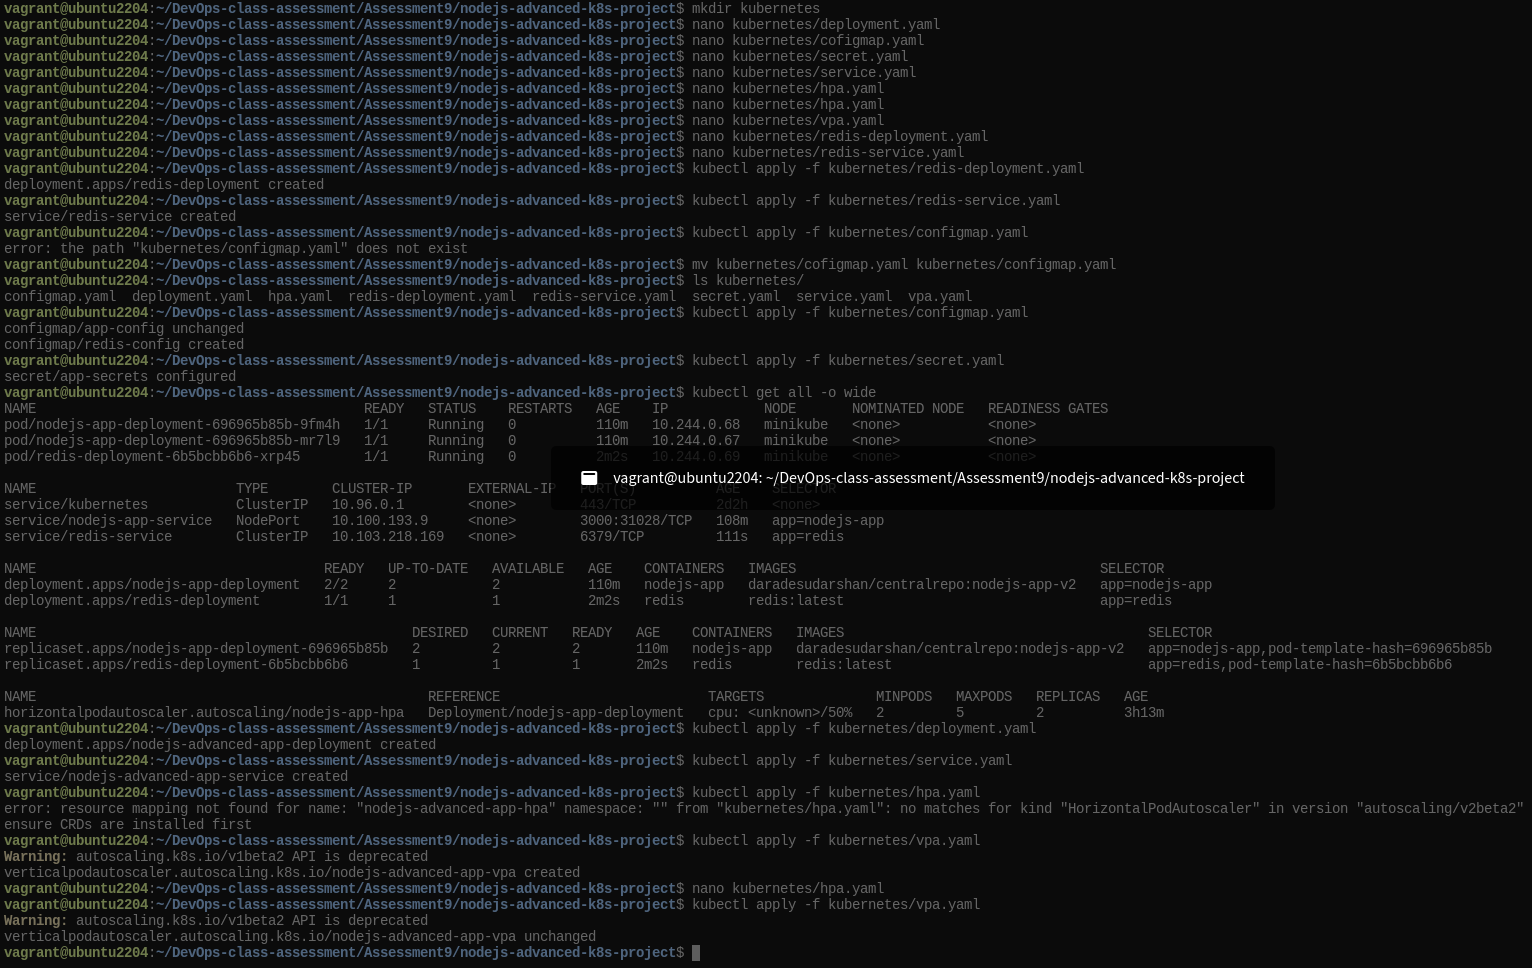 vagrant@ubuntu2204:~/DevOps-class-assessment/Assessment9/nodejs-advanced-k8s-project$ mkdir kubernetes
vagrant@ubuntu2204:~/DevOps-class-assessment/Assessment9/nodejs-advanced-k8s-project$ nano kubernetes/deployment.yaml
vagrant@ubuntu2204:~/DevOps-class-assessment/Assessment9/nodejs-advanced-k8s-project$ nano kubernetes/cofigmap.yaml
vagrant@ubuntu2204:~/DevOps-class-assessment/Assessment9/nodejs-advanced-k8s-project$ nano kubernetes/secret.yaml
vagrant@ubuntu2204:~/DevOps-class-assessment/Assessment9/nodejs-advanced-k8s-project$ nano kubernetes/service.yaml
vagrant@ubuntu2204:~/DevOps-class-assessment/Assessment9/nodejs-advanced-k8s-project$ nano kubernetes/hpa.yaml
vagrant@ubuntu2204:~/DevOps-class-assessment/Assessment9/nodejs-advanced-k8s-project$ nano kubernetes/hpa.yaml
vagrant@ubuntu2204:~/DevOps-class-assessment/Assessment9/nodejs-advanced-k8s-project$ nano kubernetes/vpa.yaml
vagrant@ubuntu2204:~/DevOps-class-assessment/Assessment9/nodejs-advanced-k8s-project$ nano kubernetes/redis-deployment.yaml
vagrant@ubuntu2204:~/DevOps-class-assessment/Assessment9/nodejs-advanced-k8s-project$ nano kubernetes/redis-service.yaml
vagrant@ubuntu2204:~/DevOps-class-assessment/Assessment9/nodejs-advanced-k8s-project$ kubectl apply -f kubernetes/redis-deployment.yaml
deployment.apps/redis-deployment created
vagrant@ubuntu2204:~/DevOps-class-assessment/Assessment9/nodejs-advanced-k8s-project$ kubectl apply -f kubernetes/redis-service.yaml
service/redis-service created
vagrant@ubuntu2204:~/DevOps-class-assessment/Assessment9/nodejs-advanced-k8s-project$ kubectl apply -f kubernetes/configmap.yaml
error: the path "kubernetes/configmap.yaml" does not exist
vagrant@ubuntu2204:~/DevOps-class-assessment/Assessment9/nodejs-advanced-k8s-project$ mv kubernetes/cofigmap.yaml kubernetes/configmap.yaml
vagrant@ubuntu2204:~/DevOps-class-assessment/Assessment9/nodejs-advanced-k8s-project$ ls kubernetes/
configmap.yaml  deployment.yaml  hpa.yaml  redis-deployment.yaml  redis-service.yaml  secret.yaml  service.yaml  vpa.yaml
vagrant@ubuntu2204:~/DevOps-class-assessment/Assessment9/nodejs-advanced-k8s-project$ kubectl apply -f kubernetes/configmap.yaml
configmap/app-config unchanged
configmap/redis-config created
vagrant@ubuntu2204:~/DevOps-class-assessment/Assessment9/nodejs-advanced-k8s-project$ kubectl apply -f kubernetes/secret.yaml
secret/app-secrets configured
vagrant@ubuntu2204:~/DevOps-class-assessment/Assessment9/nodejs-advanced-k8s-project$ kubectl get all -o wide
NAME                                         READY   STATUS    RESTARTS   AGE    IP            NODE       NOMINATED NODE   READINESS GATES
pod/nodejs-app-deployment-696965b85b-9fm4h   1/1     Running   0          110m   10.244.0.68   minikube   <none>           <none>
pod/nodejs-app-deployment-696965b85b-mr7l9   1/1     Running   0          110m   10.244.0.67   minikube   <none>           <none>
pod/redis-deployment-6b5bcbb6b6-xrp45        1/1     Running   0          2m2s   10.244.0.69   minikube   <none>           <none>
vagrant@ubuntu2204: ~/DevOps-class-assessment/Assessment9/nodejs-advanced-k8s-project
NAME                         TYPE        CLUSTER-IP       EXTERNAL-IP   PORT(S)          AGE    SELECTOR
service/kubernetes           ClusterIP   10.96.0.1        <none>        443/TCP          2d2h   <none>
service/nodejs-app-service   NodePort    10.100.193.9     <none>        3000:31028/TCP   108m   app=nodejs-app
service/redis-service        ClusterIP   10.103.218.169   <none>        6379/TCP         111s   app=redis
NAME                                    READY   UP-TO-DATE   AVAILABLE   AGE    CONTAINERS   IMAGES                                      SELECTOR
deployment.apps/nodejs-app-deployment   2/2     2            2           110m   nodejs-app   daradesudarshan/centralrepo:nodejs-app-v2   app=nodejs-app
deployment.apps/redis-deployment        1/1     1            1           2m2s   redis        redis:latest                                app=redis
NAME                                               DESIRED   CURRENT   READY   AGE    CONTAINERS   IMAGES                                      SELECTOR
replicaset.apps/nodejs-app-deployment-696965b85b   2         2         2       110m   nodejs-app   daradesudarshan/centralrepo:nodejs-app-v2   app=nodejs-app,pod-template-hash=696965b85b
replicaset.apps/redis-deployment-6b5bcbb6b6        1         1         1       2m2s   redis        redis:latest                                app=redis,pod-template-hash=6b5bcbb6b6
NAME                                                 REFERENCE                          TARGETS              MINPODS   MAXPODS   REPLICAS   AGE
horizontalpodautoscaler.autoscaling/nodejs-app-hpa   Deployment/nodejs-app-deployment   cpu: <unknown>/50%   2         5         2          3h13m
vagrant@ubuntu2204:~/DevOps-class-assessment/Assessment9/nodejs-advanced-k8s-project$ kubectl apply -f kubernetes/deployment.yaml
deployment.apps/nodejs-advanced-app-deployment created
vagrant@ubuntu2204:~/DevOps-class-assessment/Assessment9/nodejs-advanced-k8s-project$ kubectl apply -f kubernetes/service.yaml
service/nodejs-advanced-app-service created
vagrant@ubuntu2204:~/DevOps-class-assessment/Assessment9/nodejs-advanced-k8s-project$ kubectl apply -f kubernetes/hpa.yaml
error: resource mapping not found for name: "nodejs-advanced-app-hpa" namespace: "" from "kubernetes/hpa.yaml": no matches for kind "HorizontalPodAutoscaler" in version "autoscaling/v2beta2"
ensure CRDs are installed first
vagrant@ubuntu2204:~/DevOps-class-assessment/Assessment9/nodejs-advanced-k8s-project$ kubectl apply -f kubernetes/vpa.yaml
Warning: autoscaling.k8s.io/v1beta2 API is deprecated
verticalpodautoscaler.autoscaling.k8s.io/nodejs-advanced-app-vpa created
vagrant@ubuntu2204:~/DevOps-class-assessment/Assessment9/nodejs-advanced-k8s-project$ nano kubernetes/hpa.yaml
vagrant@ubuntu2204:~/DevOps-class-assessment/Assessment9/nodejs-advanced-k8s-project$ kubectl apply -f kubernetes/vpa.yaml
Warning: autoscaling.k8s.io/v1beta2 API is deprecated
verticalpodautoscaler.autoscaling.k8s.io/nodejs-advanced-app-vpa unchanged
vagrant@ubuntu2204:~/DevOps-class-assessment/Assessment9/nodejs-advanced-k8s-project$